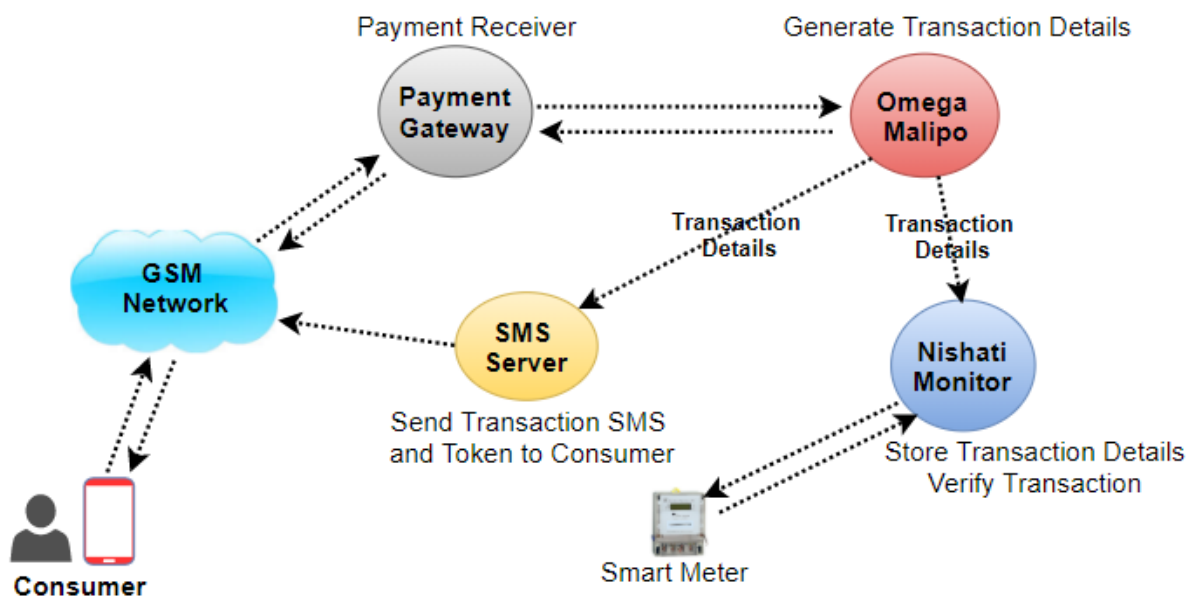 Payment Receiver
Generate Transaction Details
Payment
Gateway
Omega
Malipo
Transaction
Details
Transaction
Details
GSM
Network
SMS
Server
Nishati
Monitor
Send Transaction SMS
and Token to Consumer
Store Transaction Details
Verify Transaction
Smart Meter
Consumer